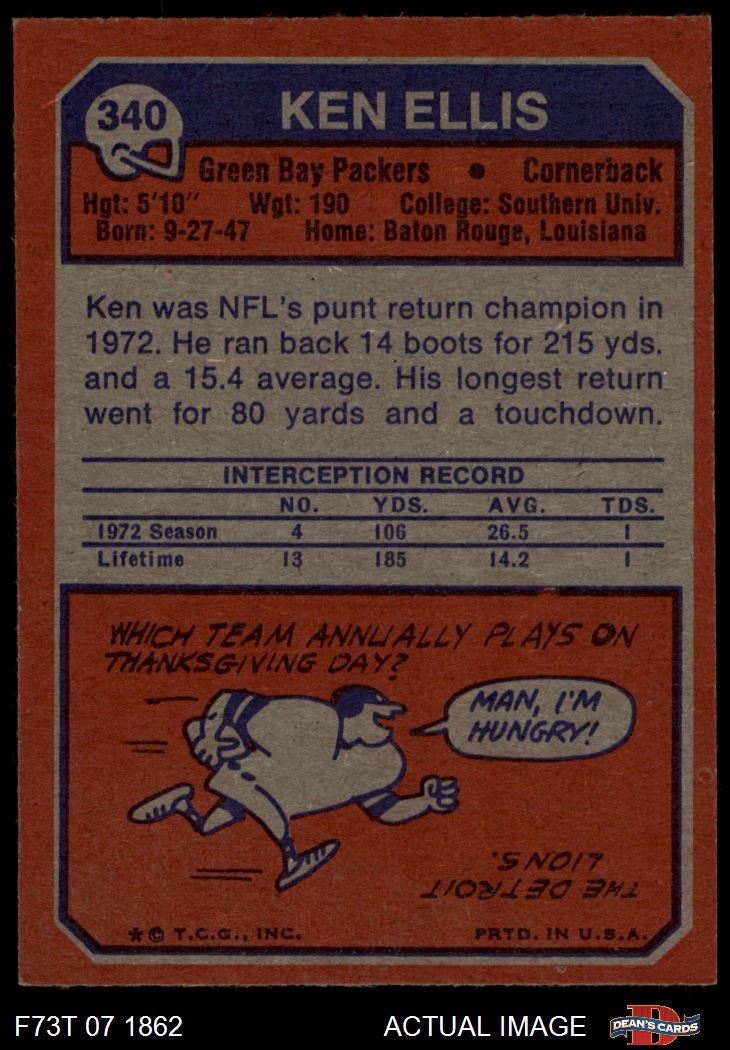 340
KEN ELLIS
Green Bay Packers • Cornerback
Hgt: 5'10" Wgt: 190 College: Southern Univ.
Born: 9-27-47 Home: Baton Rouge, Louisiana
Ken was NFL's punt return champion in
1972. He ran back 14 boots for 215 yds.
and a 15.4 average. His longest return
went for 80 yards and a touchdown.
INTERCEPTION RECORD
NO. YDS. AVG. TDS.
1972 Season 4 106 26.5 1
Lifetime 13 185 14.2 1
WHICH TEAM ANNUALLY PLAYS ON
THANKSGIVING DAY?
MAN, I'M
HUNGRY!
THE DETROIT
LIONS.
* © T.C.G., INC. PRTD. IN U.S.A.
F73T 07 1862 ACTUAL IMAGE
D
DEAN'S CARDS